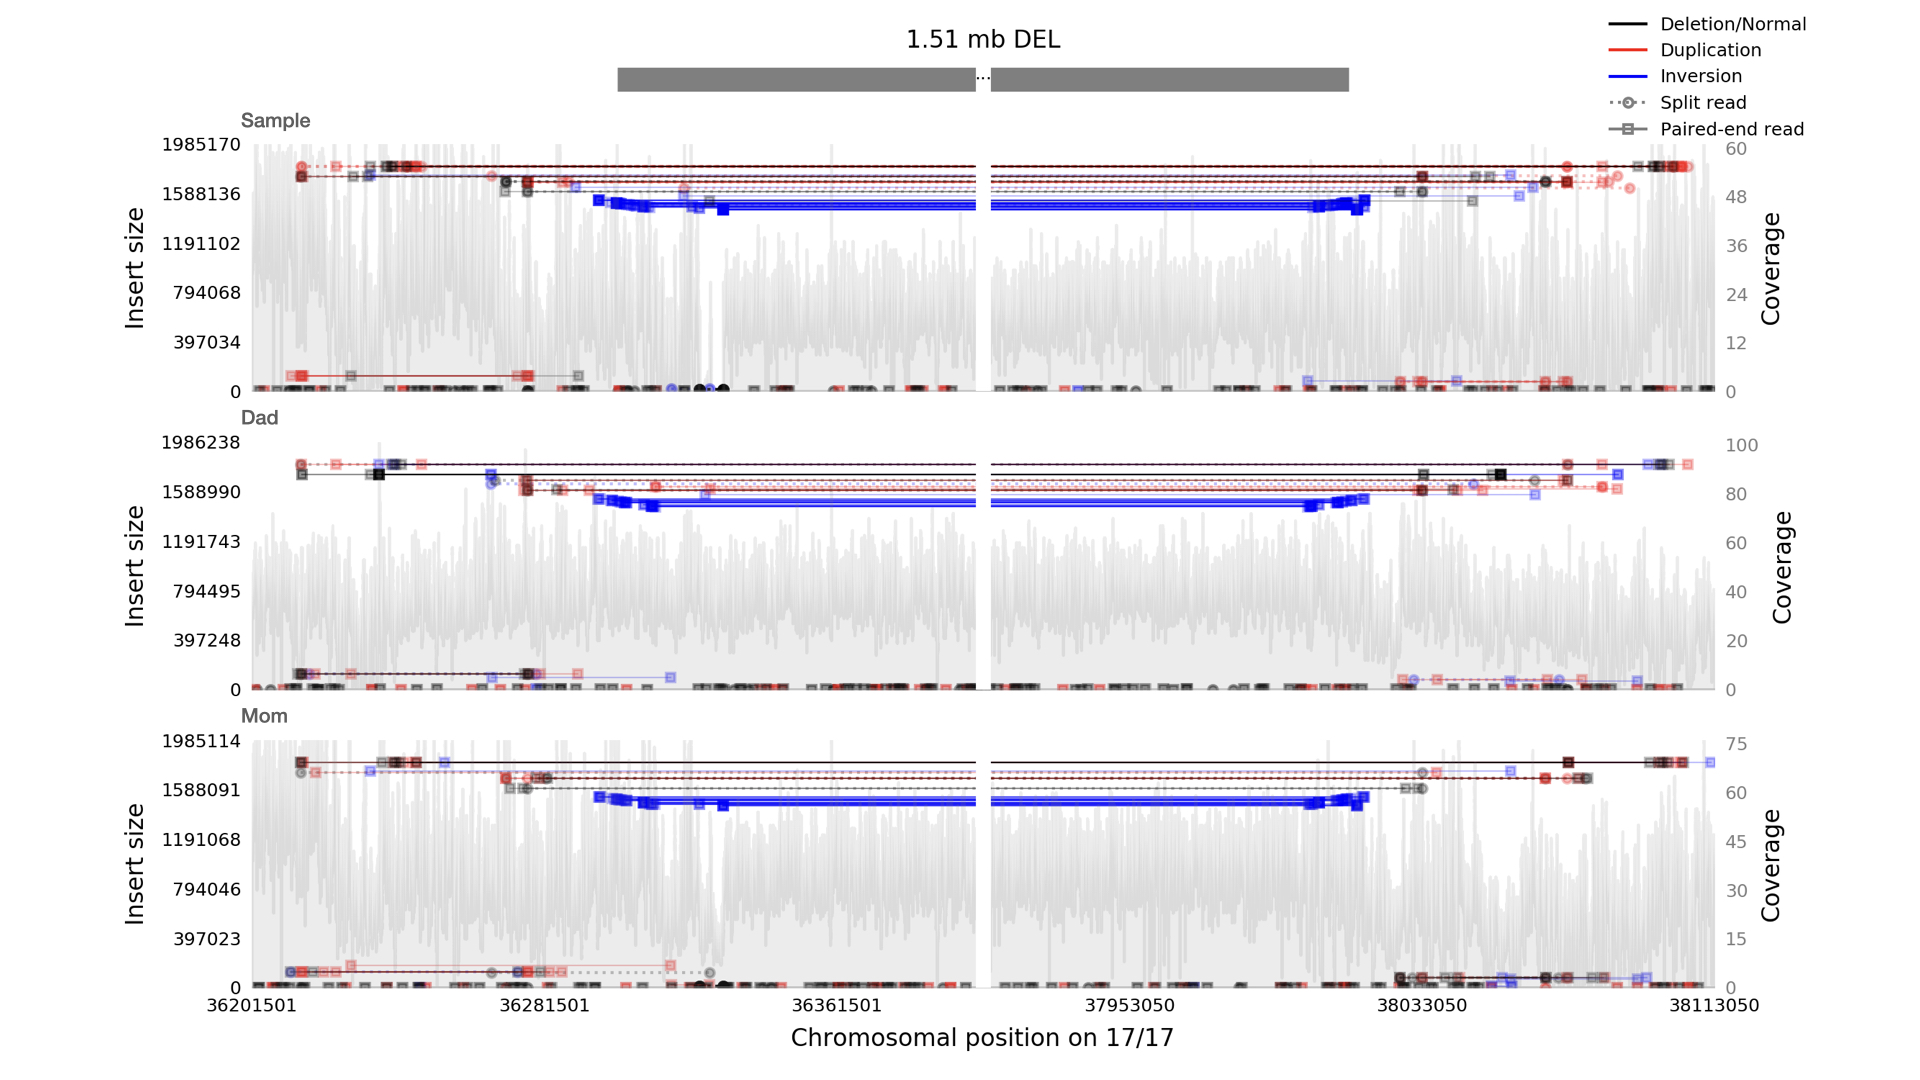 1.51 mb DEL
...
Deletion/Normal
Duplication
Inversion
Split read
Paired-end read
Sample
1985170
1588136
1191102
794068
397034
0
Insert size
60
48
36
24
12
0
Coverage
Dad
1986238
1588990
1191743
794495
397248
0
Insert size
100
80
60
40
20
0
Coverage
Mom
1985114
1588091
1191068
794046
397023
0
Insert size
75
60
45
30
15
0
Coverage
36201501 36281501 36361501 37953050 38033050 38113050
Chromosomal position on 17/17